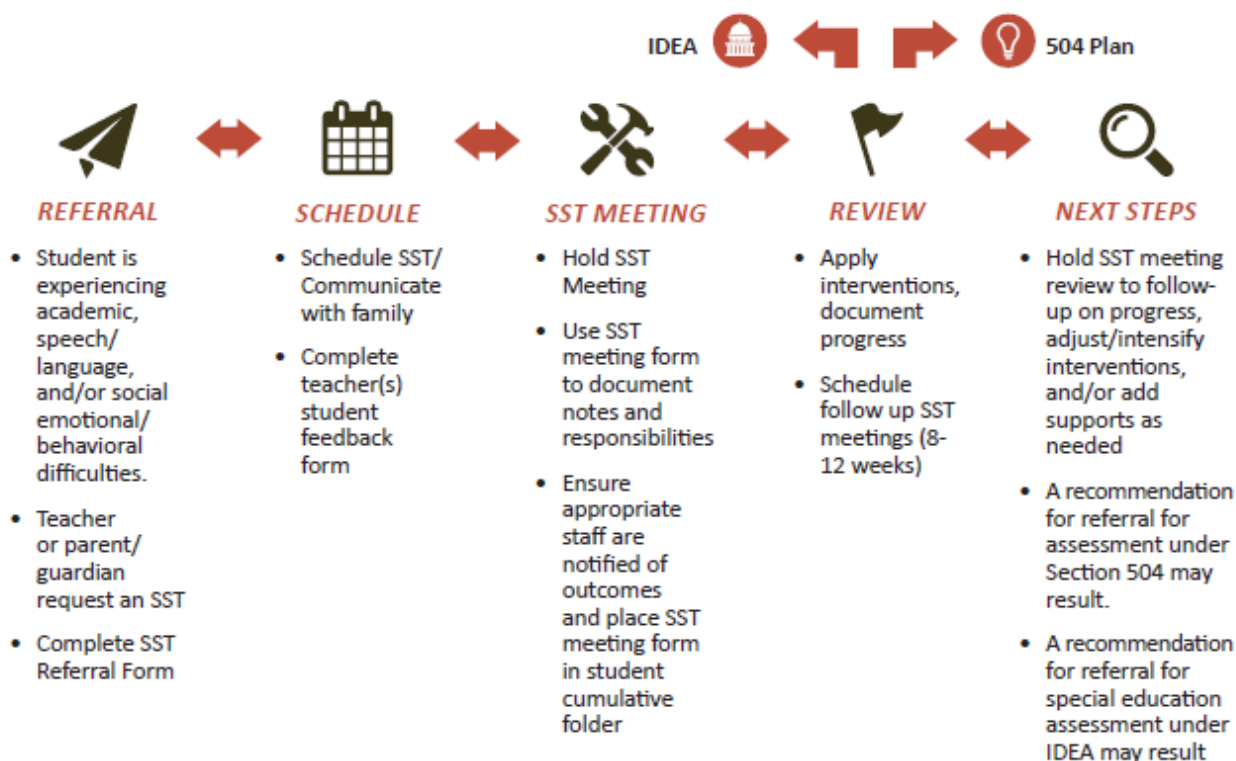 IDEA
504 Plan
REFERRAL
• Student is
experiencing
academic,
speech/
language,
and/or social
emotional/
behavioral
difficulties.
• Teacher
or parent/
guardian
request an SST
• Complete SST
Referral Form
SCHEDULE
• Schedule SST/
Communicate
with family
• Complete
teacher(s)
student
feedback
form
SST MEETING
• Hold SST
Meeting
• Use SST
meeting form
to document
notes and
responsibilities
• Ensure
appropriate
staff are
notified of
outcomes
and place SST
meeting form
in student
cumulative
folder
REVIEW
• Apply
interventions,
document
progress
• Schedule
follow up SST
meetings (8-
12 weeks)
NEXT STEPS
• Hold SST meeting
review to follow-
up on progress,
adjust/intensify
interventions,
and/or add
supports as
needed
• A recommendation
for referral for
assessment under
Section 504 may
result.
• A recommendation
for referral for
special education
assessment under
IDEA may result